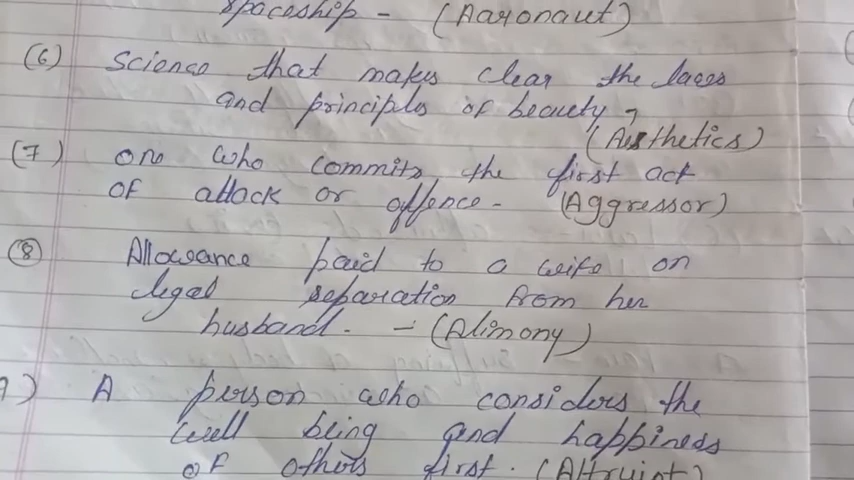 spaceship - (Aaronaut)
(6) Science that makes clear the laws
and principles of beauty -
(Aesthetics)
(7) one who commits the first act
of attack or offence - (Aggressor)
(8) Allowance paid to a wife on
legal separation from her
husband. - (Alimony)
9) A person who considers the
well being and happiness
of others first. (Altruist)